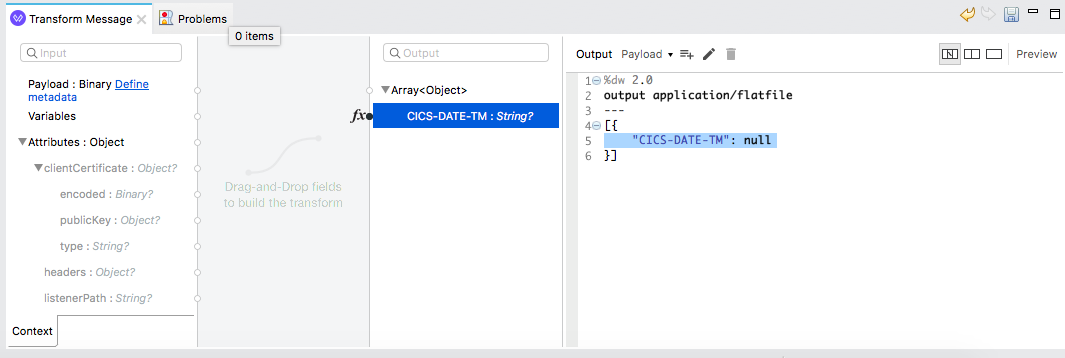 Transform Message
Problems
0 items
Input
Payload : Binary Define
metadata
Variables
Attributes : Object
clientCertificate : Object?
encoded : Binary?
publicKey : Object?
type : String?
headers : Object?
listenerPath : String?
Context
Drag-and-Drop fields
to build the transform
Output
Array<Object>
fx
CICS-DATE-TM : String?
Output Payload Preview
1 %dw 2.0
2 output application/flatfile
3 ---
4 [{
5 "CICS-DATE-TM": null
6 }]